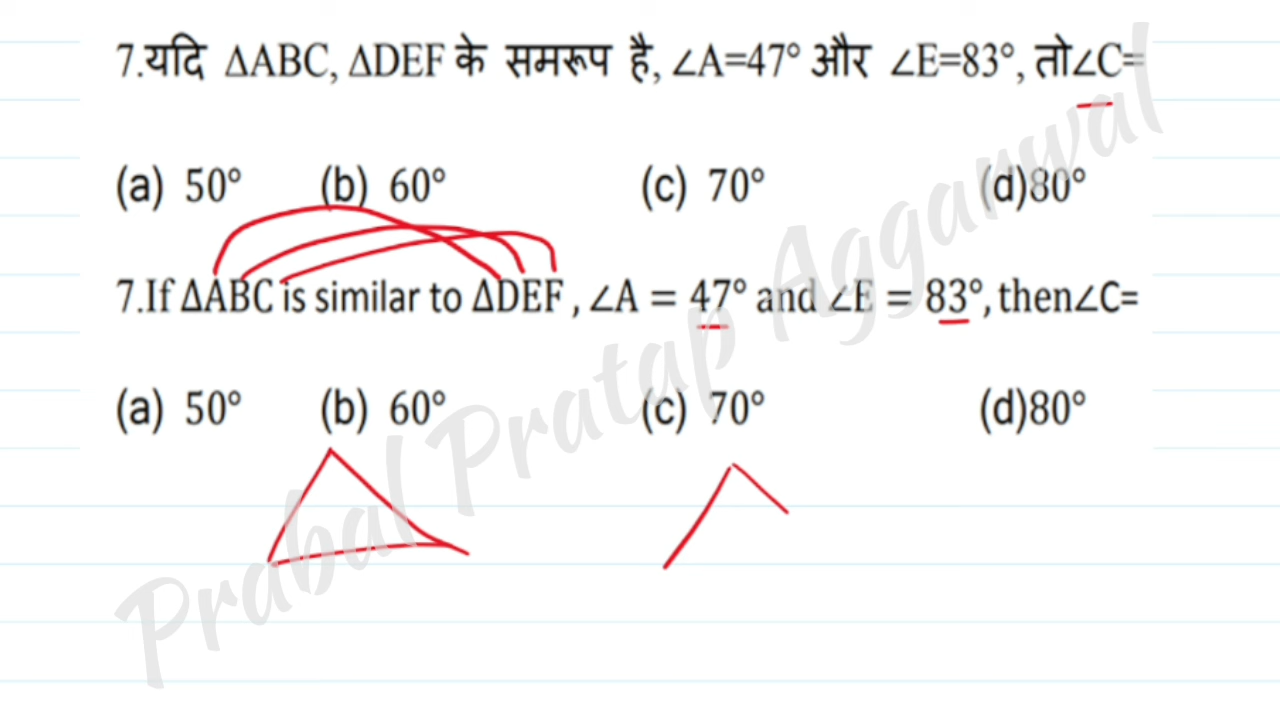 7.यदि ΔABC, ΔDEF के समरूप है, ∠A=47° और ∠E=83°, तो∠C=
(a) 50° (b) 60° (c) 70° (d)80°
7.If ΔABC is similar to ΔDEF , ∠A = 47° and ∠E = 83°, then∠C=
(a) 50° (b) 60° (c) 70° (d)80°
Prabal Pratap Aggarwal